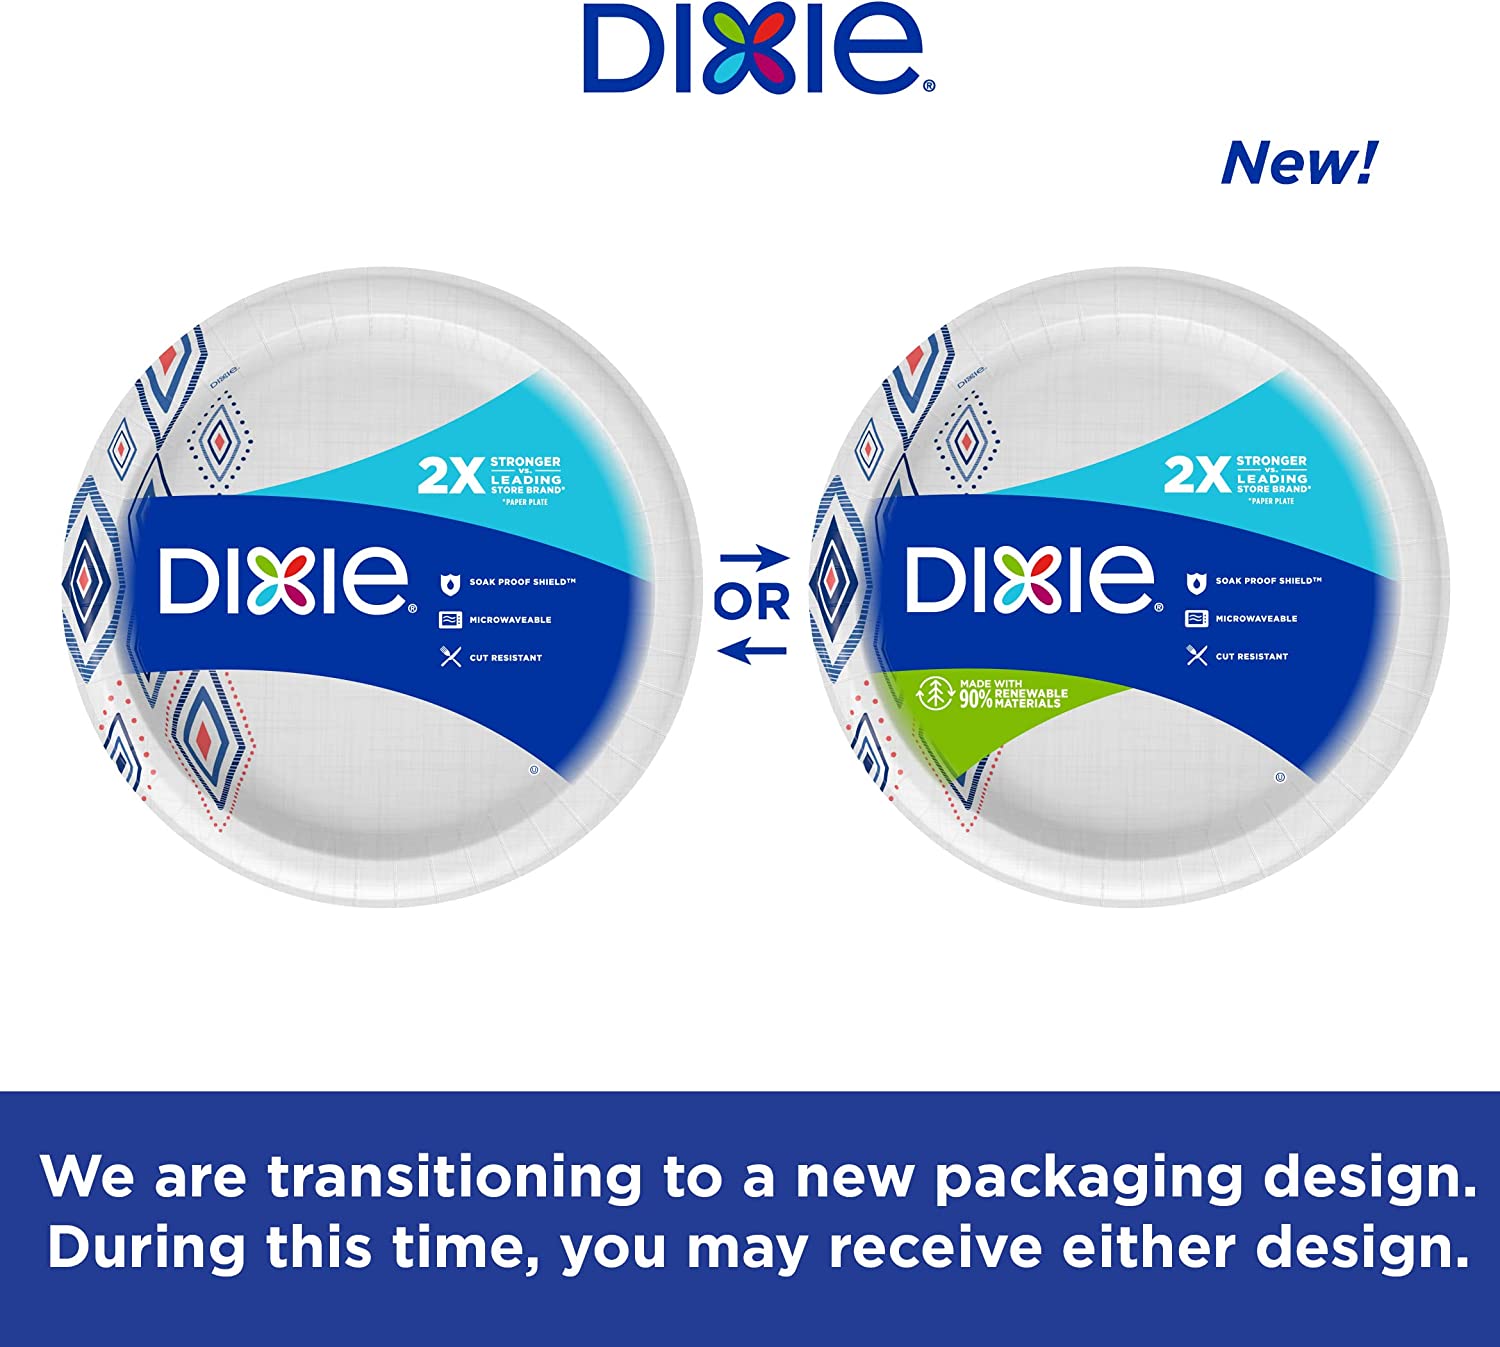 DIXIE®
New!
DIXIE
2X STRONGER
VS.
LEADING
STORE BRAND*
*PAPER PLATE
DIXIE®
SOAK PROOF SHIELD™
MICROWAVEABLE
CUT RESISTANT
U
OR
DIXIE
2X STRONGER
VS.
LEADING
STORE BRAND*
*PAPER PLATE
DIXIE®
SOAK PROOF SHIELD™
MICROWAVEABLE
CUT RESISTANT
MADE WITH
90% RENEWABLE
MATERIALS
U
We are transitioning to a new packaging design.
During this time, you may receive either design.